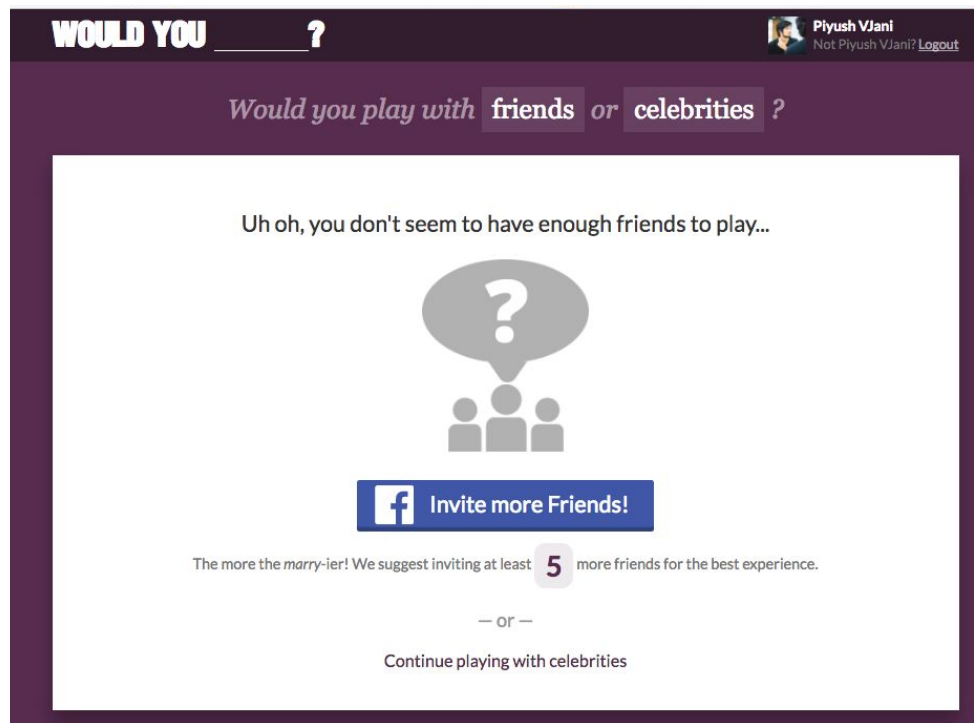 WOULD YOU ______?
Piyush VJani
Not Piyush VJani? Logout
Would you play with friends or celebrities ?
Uh oh, you don't seem to have enough friends to play...
?
f Invite more Friends!
The more the marry-ier! We suggest inviting at least 5 more friends for the best experience.
— or —
Continue playing with celebrities